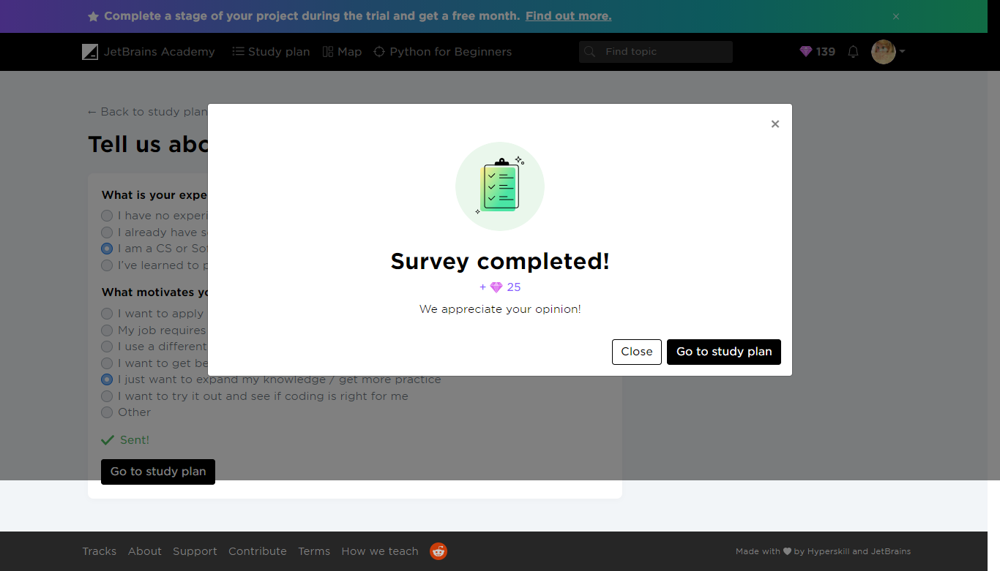 Complete a stage of your project during the trial and get a free month. Find out more.
JetBrains Academy Study plan Map Python for Beginners Find topic 139
← Back to study plan
Tell us abo
What is your expe
I have no experi
I already have s
I am a CS or Sof
I've learned to p
What motivates yo
I want to apply
My job requires
I use a different
I want to get be
I just want to expand my knowledge / get more practice
I want to try it out and see if coding is right for me
Other
Sent!
Go to study plan
×
Survey completed!
+ 25
We appreciate your opinion!
Close Go to study plan
Tracks About Support Contribute Terms How we teach
Made with by Hyperskill and JetBrains